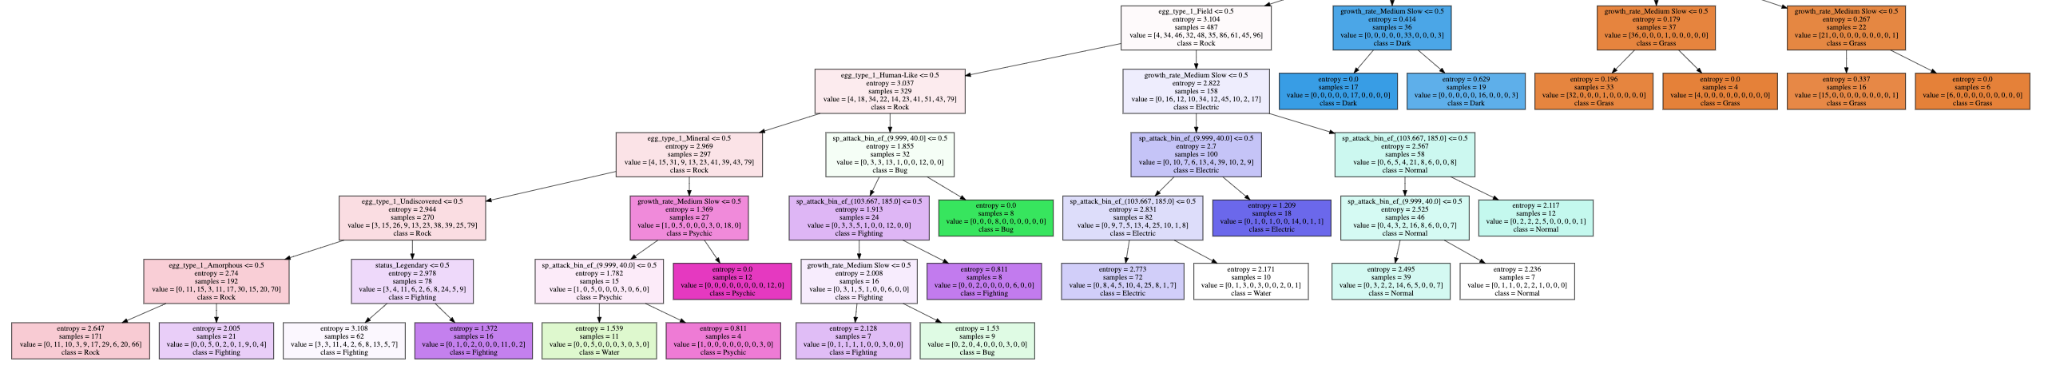 egg_type_1_Field <= 0.5
entropy = 3.104
samples = 487
value = [4, 34, 46, 32, 48, 35, 86, 61, 45, 96]
class = Rock
growth_rate_Medium Slow <= 0.5
entropy = 0.414
samples = 36
value = [0, 0, 0, 0, 0, 33, 0, 0, 0, 3]
class = Dark
growth_rate_Medium Slow <= 0.5
entropy = 0.179
samples = 37
value = [36, 0, 0, 0, 1, 0, 0, 0, 0, 0]
class = Grass
growth_rate_Medium Slow <= 0.5
entropy = 0.267
samples = 22
value = [21, 0, 0, 0, 0, 0, 0, 0, 0, 1]
class = Grass
egg_type_1_Human-Like <= 0.5
entropy = 3.037
samples = 329
value = [4, 18, 34, 22, 14, 23, 41, 51, 43, 79]
class = Rock
growth_rate_Medium Slow <= 0.5
entropy = 2.822
samples = 158
value = [0, 16, 12, 10, 34, 12, 45, 10, 2, 17]
class = Electric
entropy = 0.0
samples = 17
value = [0, 0, 0, 0, 0, 17, 0, 0, 0, 0]
class = Dark
entropy = 0.629
samples = 19
value = [0, 0, 0, 0, 0, 16, 0, 0, 0, 3]
class = Dark
entropy = 0.196
samples = 33
value = [32, 0, 0, 0, 1, 0, 0, 0, 0, 0]
class = Grass
entropy = 0.0
samples = 4
value = [4, 0, 0, 0, 0, 0, 0, 0, 0, 0]
class = Grass
entropy = 0.337
samples = 16
value = [15, 0, 0, 0, 0, 0, 0, 0, 0, 1]
class = Grass
entropy = 0.0
samples = 6
value = [6, 0, 0, 0, 0, 0, 0, 0, 0, 0]
class = Grass
egg_type_1_Mineral <= 0.5
entropy = 2.969
samples = 297
value = [4, 15, 31, 9, 13, 23, 41, 39, 43, 79]
class = Rock
sp_attack_bin_ef_(9.999, 40.0] <= 0.5
entropy = 1.855
samples = 32
value = [0, 3, 3, 13, 1, 0, 0, 12, 0, 0]
class = Bug
sp_attack_bin_ef_(9.999, 40.0] <= 0.5
entropy = 2.7
samples = 100
value = [0, 10, 7, 6, 13, 4, 39, 10, 2, 9]
class = Electric
sp_attack_bin_ef_(103.667, 185.0] <= 0.5
entropy = 2.567
samples = 58
value = [0, 6, 5, 4, 21, 8, 6, 0, 0, 8]
class = Normal
egg_type_1_Undiscovered <= 0.5
entropy = 2.944
samples = 270
value = [3, 15, 26, 9, 13, 23, 38, 39, 25, 79]
class = Rock
growth_rate_Medium Slow <= 0.5
entropy = 1.369
samples = 27
value = [1, 0, 5, 0, 0, 0, 3, 0, 18, 0]
class = Psychic
sp_attack_bin_ef_(103.667, 185.0] <= 0.5
entropy = 1.913
samples = 24
value = [0, 3, 3, 5, 1, 0, 0, 12, 0, 0]
class = Fighting
entropy = 0.0
samples = 8
value = [0, 0, 0, 8, 0, 0, 0, 0, 0, 0]
class = Bug
sp_attack_bin_ef_(103.667, 185.0] <= 0.5
entropy = 2.831
samples = 82
value = [0, 9, 7, 5, 13, 4, 25, 10, 1, 8]
class = Electric
entropy = 1.209
samples = 18
value = [0, 1, 0, 1, 0, 0, 14, 0, 1, 1]
class = Electric
sp_attack_bin_ef_(9.999, 40.0] <= 0.5
entropy = 2.525
samples = 46
value = [0, 4, 3, 2, 16, 8, 6, 0, 0, 7]
class = Normal
entropy = 2.117
samples = 12
value = [0, 2, 2, 2, 5, 0, 0, 0, 0, 1]
class = Normal
egg_type_1_Amorphous <= 0.5
entropy = 2.74
samples = 192
value = [0, 11, 15, 3, 11, 17, 30, 15, 20, 70]
class = Rock
status_Legendary <= 0.5
entropy = 2.978
samples = 78
value = [3, 4, 11, 6, 2, 6, 8, 24, 5, 9]
class = Fighting
sp_attack_bin_ef_(9.999, 40.0] <= 0.5
entropy = 1.782
samples = 15
value = [1, 0, 5, 0, 0, 0, 3, 0, 6, 0]
class = Psychic
entropy = 0.0
samples = 12
value = [0, 0, 0, 0, 0, 0, 0, 0, 12, 0]
class = Psychic
growth_rate_Medium Slow <= 0.5
entropy = 2.008
samples = 16
value = [0, 3, 1, 5, 1, 0, 0, 6, 0, 0]
class = Fighting
entropy = 0.811
samples = 8
value = [0, 0, 2, 0, 0, 0, 0, 6, 0, 0]
class = Fighting
entropy = 2.773
samples = 72
value = [0, 8, 4, 5, 10, 4, 25, 8, 1, 7]
class = Electric
entropy = 2.171
samples = 10
value = [0, 1, 3, 0, 3, 0, 0, 2, 0, 1]
class = Water
entropy = 2.495
samples = 39
value = [0, 3, 2, 2, 14, 6, 5, 0, 0, 7]
class = Normal
entropy = 2.236
samples = 7
value = [0, 1, 1, 0, 2, 2, 1, 0, 0, 0]
class = Normal
entropy = 2.647
samples = 171
value = [0, 11, 10, 3, 9, 17, 29, 6, 20, 66]
class = Rock
entropy = 2.005
samples = 21
value = [0, 0, 5, 0, 2, 0, 1, 9, 0, 4]
class = Fighting
entropy = 3.108
samples = 62
value = [3, 3, 11, 4, 2, 6, 8, 13, 5, 7]
class = Fighting
entropy = 1.372
samples = 16
value = [0, 1, 0, 2, 0, 0, 0, 11, 0, 2]
class = Fighting
entropy = 1.539
samples = 11
value = [0, 0, 5, 0, 0, 0, 3, 0, 3, 0]
class = Water
entropy = 0.811
samples = 4
value = [1, 0, 0, 0, 0, 0, 0, 0, 3, 0]
class = Psychic
entropy = 2.128
samples = 7
value = [0, 1, 1, 1, 1, 0, 0, 3, 0, 0]
class = Fighting
entropy = 1.53
samples = 9
value = [0, 2, 0, 4, 0, 0, 0, 3, 0, 0]
class = Bug